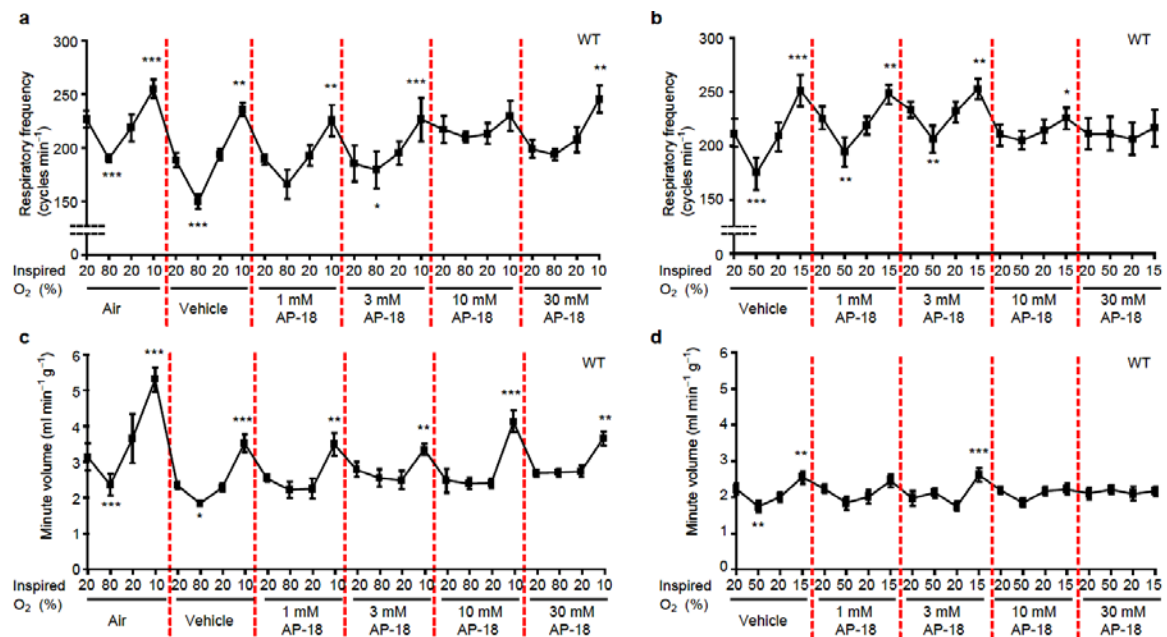 a
WT
Respiratory frequency
(cycles min⁻¹)
300
250
200
150
0
***
***
***
**
**
*
***
**
Inspired
O₂ (%)
20 80 20 10 20 80 20 10 20 80 20 10 20 80 20 10 20 80 20 10 20 80 20 10
Air Vehicle 1 mM 3 mM 10 mM 30 mM
AP-18 AP-18 AP-18 AP-18
b
WT
Respiratory frequency
(cycles min⁻¹)
300
250
200
150
0
***
***
**
**
**
**
*
Inspired
O₂ (%)
20 50 20 15 20 50 20 15 20 50 20 15 20 50 20 15 20 50 20 15
Vehicle 1 mM 3 mM 10 mM 30 mM
AP-18 AP-18 AP-18 AP-18
c
WT
Minute volume (ml min⁻¹ g⁻¹)
6
5
4
3
2
1
0
***
***
*
***
**
**
***
**
Inspired
O₂ (%)
20 80 20 10 20 80 20 10 20 80 20 10 20 80 20 10 20 80 20 10 20 80 20 10
Air Vehicle 1 mM 3 mM 10 mM 30 mM
AP-18 AP-18 AP-18 AP-18
d
WT
Minute volume (ml min⁻¹ g⁻¹)
6
5
4
3
2
1
0
**
**
***
Inspired
O₂ (%)
20 50 20 15 20 50 20 15 20 50 20 15 20 50 20 15 20 50 20 15
Vehicle 1 mM 3 mM 10 mM 30 mM
AP-18 AP-18 AP-18 AP-18